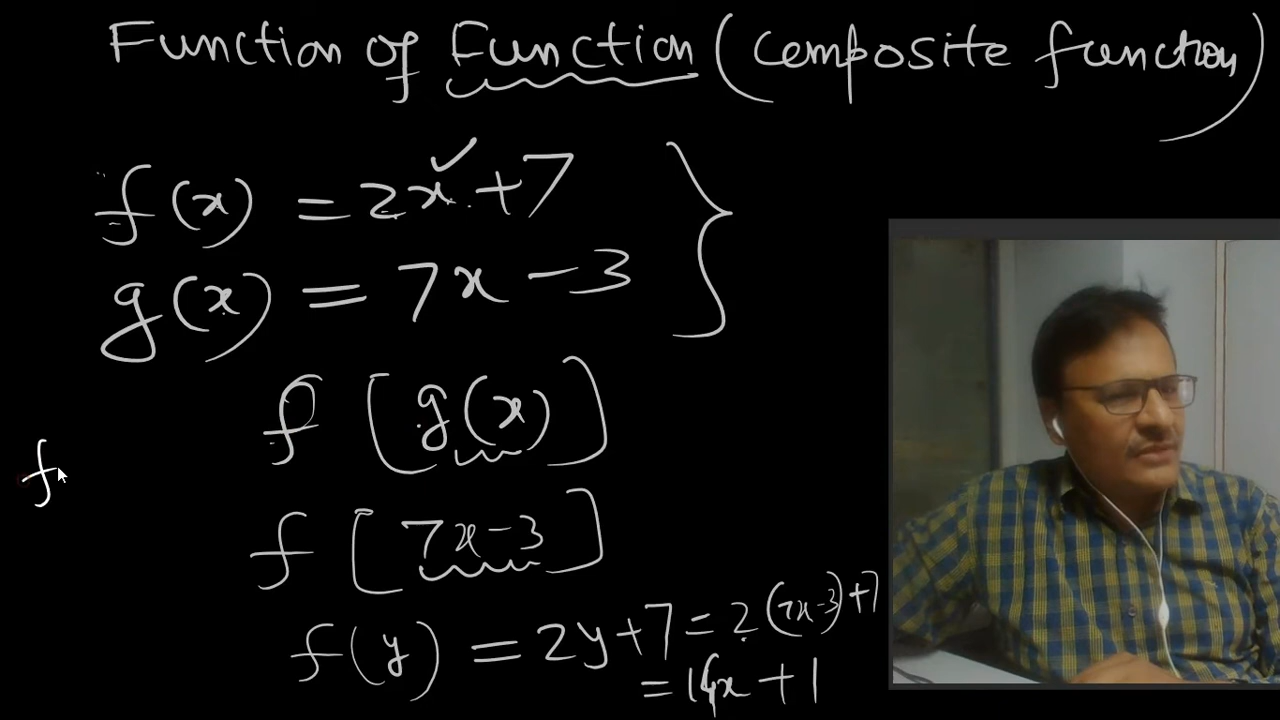 Function of Function (composite function)
f(x) = 2x + 7
g(x) = 7x - 3
f [g(x)]
f
f [7x-3]
f(y) = 2y+7 = 2(7x-3)+7
= 14x + 1